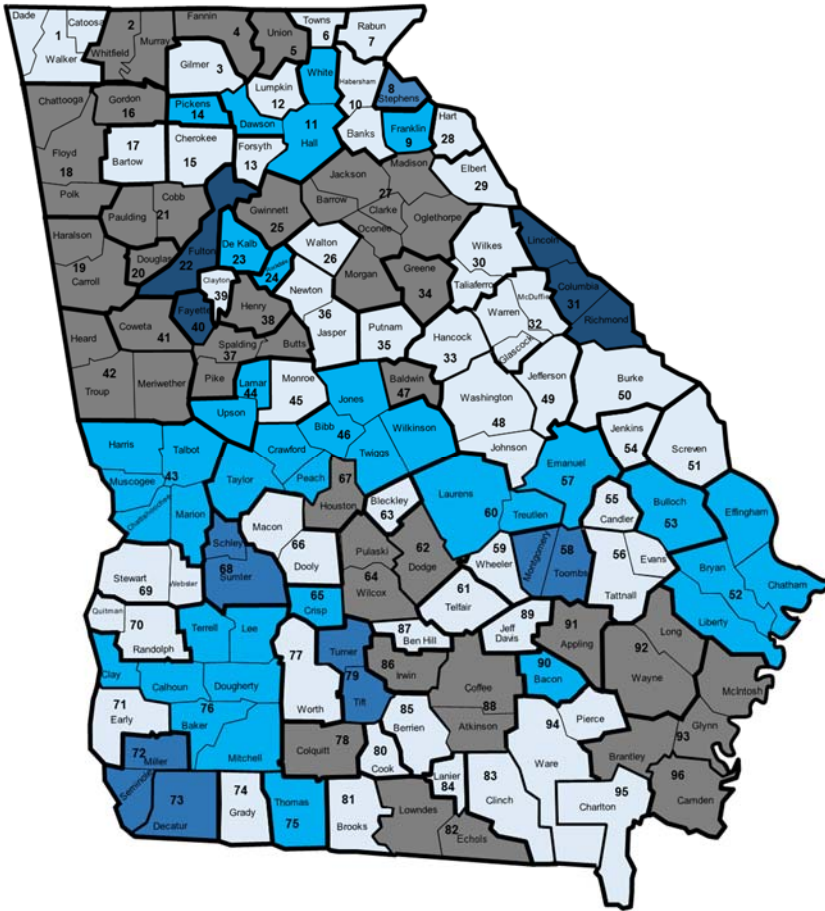 Dade
Catoosa
1
Walker
Whitfield
2
Murray
Fannin
4
Union
5
Towns
6
Rabun
7
Gilmer
3
White
Lumpkin
12
Habersham
10
8
Stephens
Chattooga
Gordon
16
Pickens
14
Dawson
11
Hall
Banks
Franklin
9
Hart
28
17
Bartow
Cherokee
15
Forsyth
13
Madison
Elbert
29
Floyd
18
Polk
Cobb
21
Paulding
Gwinnett
25
Jackson
27
Barrow
Clarke
Oconee
Oglethorpe
Haralson
19
Carroll
Douglas
20
Fulton
22
De Kalb
23
24
Walton
26
Morgan
Greene
34
Wilkes
30
Taliaferro
Lincoln
Columbia
31
Richmond
McDuffie
Warren
32
Glascock
Clayton
39
Newton
36
Jasper
Fayette
40
Henry
38
Heard
Coweta
41
Spalding
37
Butts
Putnam
35
Hancock
33
42
Troup
Meriwether
Pike
Lamar
44
Monroe
45
Jones
Baldwin
47
Washington
48
Jefferson
49
Burke
50
Upson
Bibb
46
Wilkinson
Twiggs
Johnson
Jenkins
54
Screven
51
Harris
Talbot
Crawford
43
Muscogee
Chattahoochee
Marion
Taylor
Peach
67
Houston
Bleckley
63
Laurens
60
Treutlen
Emanuel
57
55
Candler
Bulloch
53
Effingham
Macon
66
Dooly
Schley
68
Sumter
Pulaski
64
Wilcox
62
Dodge
59
Wheeler
Montgomery
58
Toombs
56
Evans
Tattnall
Bryan
52
Chatham
Liberty
Stewart
69
Webster
65
Crisp
61
Telfair
Quitman
70
Randolph
Terrell
Lee
87
Ben Hill
89
Jeff
Davis
91
Appling
Long
92
Wayne
Clay
Calhoun
Dougherty
77
Worth
Turner
79
Tift
86
Irwin
Coffee
88
Atkinson
90
Bacon
McIntosh
71
Early
76
Baker
Mitchell
85
Berrien
94
Pierce
Glynn
93
Brantley
72
Miller
Colquitt
78
80
Cook
Ware
Seminole
73
Decatur
74
Grady
Thomas
75
81
Brooks
Lanier
84
83
Clinch
95
Charlton
96
Camden
Lowndes
82
Echols